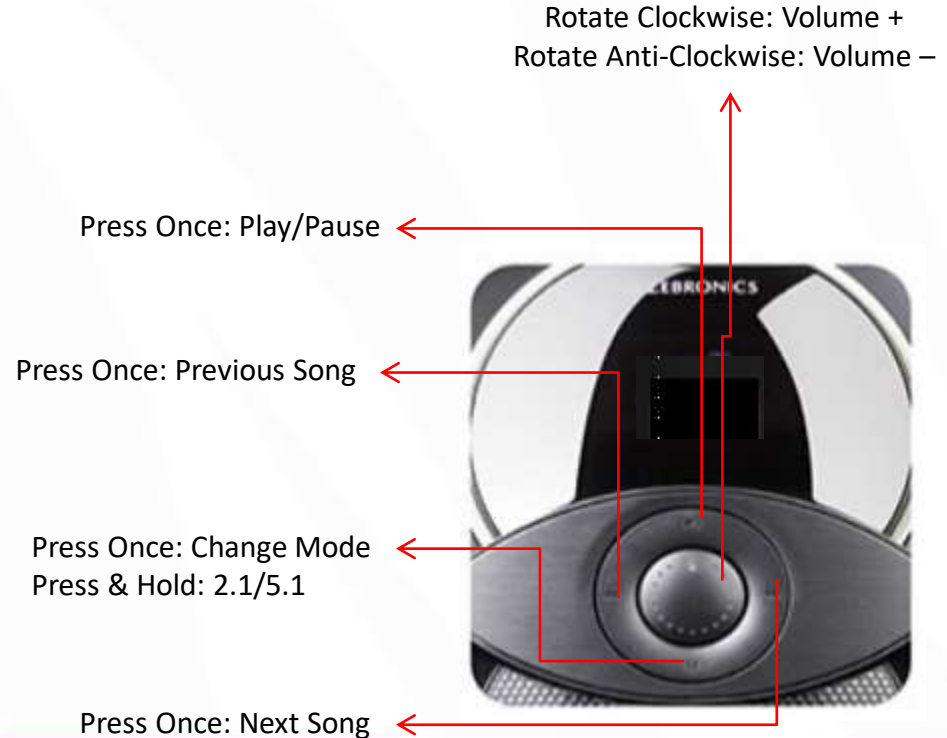 Rotate Clockwise: Volume +
Rotate Anti-Clockwise: Volume –
Press Once: Play/Pause
ZEBRONICS
Press Once: Previous Song
Press Once: Change Mode
Press & Hold: 2.1/5.1
Press Once: Next Song